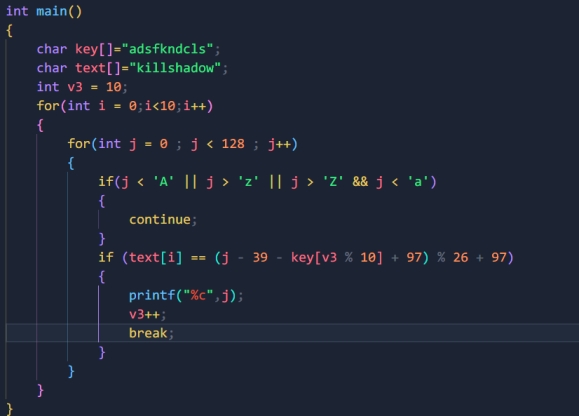 int main()
{
    char key[]="adsfkndcls";
    char text[]="killshadow";
    int v3 = 10;
    for(int i = 0;i<10;i++)
    {
        for(int j = 0 ; j < 128 ; j++)
        {
            if(j < 'A' || j > 'z' || j > 'Z' && j < 'a')
            {
                continue;
            }
            if (text[i] == (j - 39 - key[v3 % 10] + 97) % 26 + 97)
            {
                printf("%c",j);
                v3++;
                break;
            }
        }
    }
}